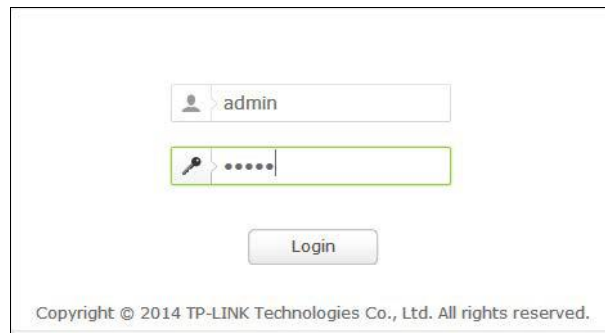 admin
•••••
Login
Copyright © 2014 TP-LINK Technologies Co., Ltd. All rights reserved.